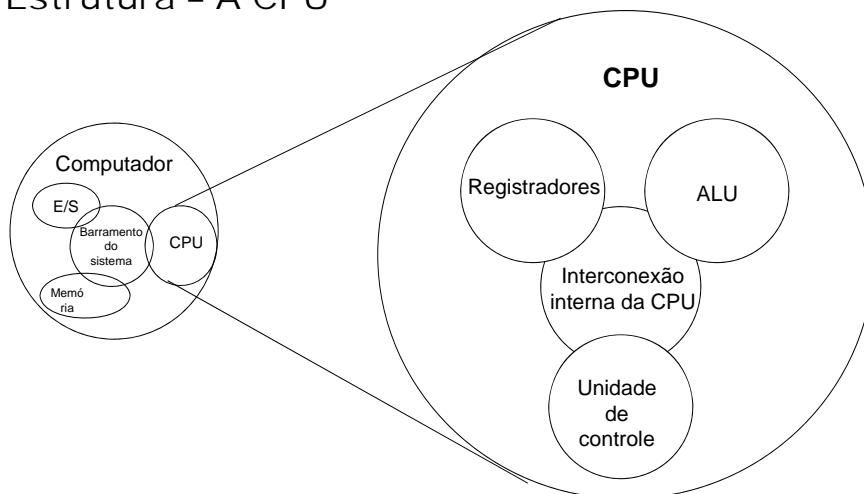 Estrutura – A CPU
Computador
E/S
Barramento
do
sistema
CPU
Memó
ria
CPU
Registradores
ALU
Interconexão
interna da CPU
Unidade
de
controle